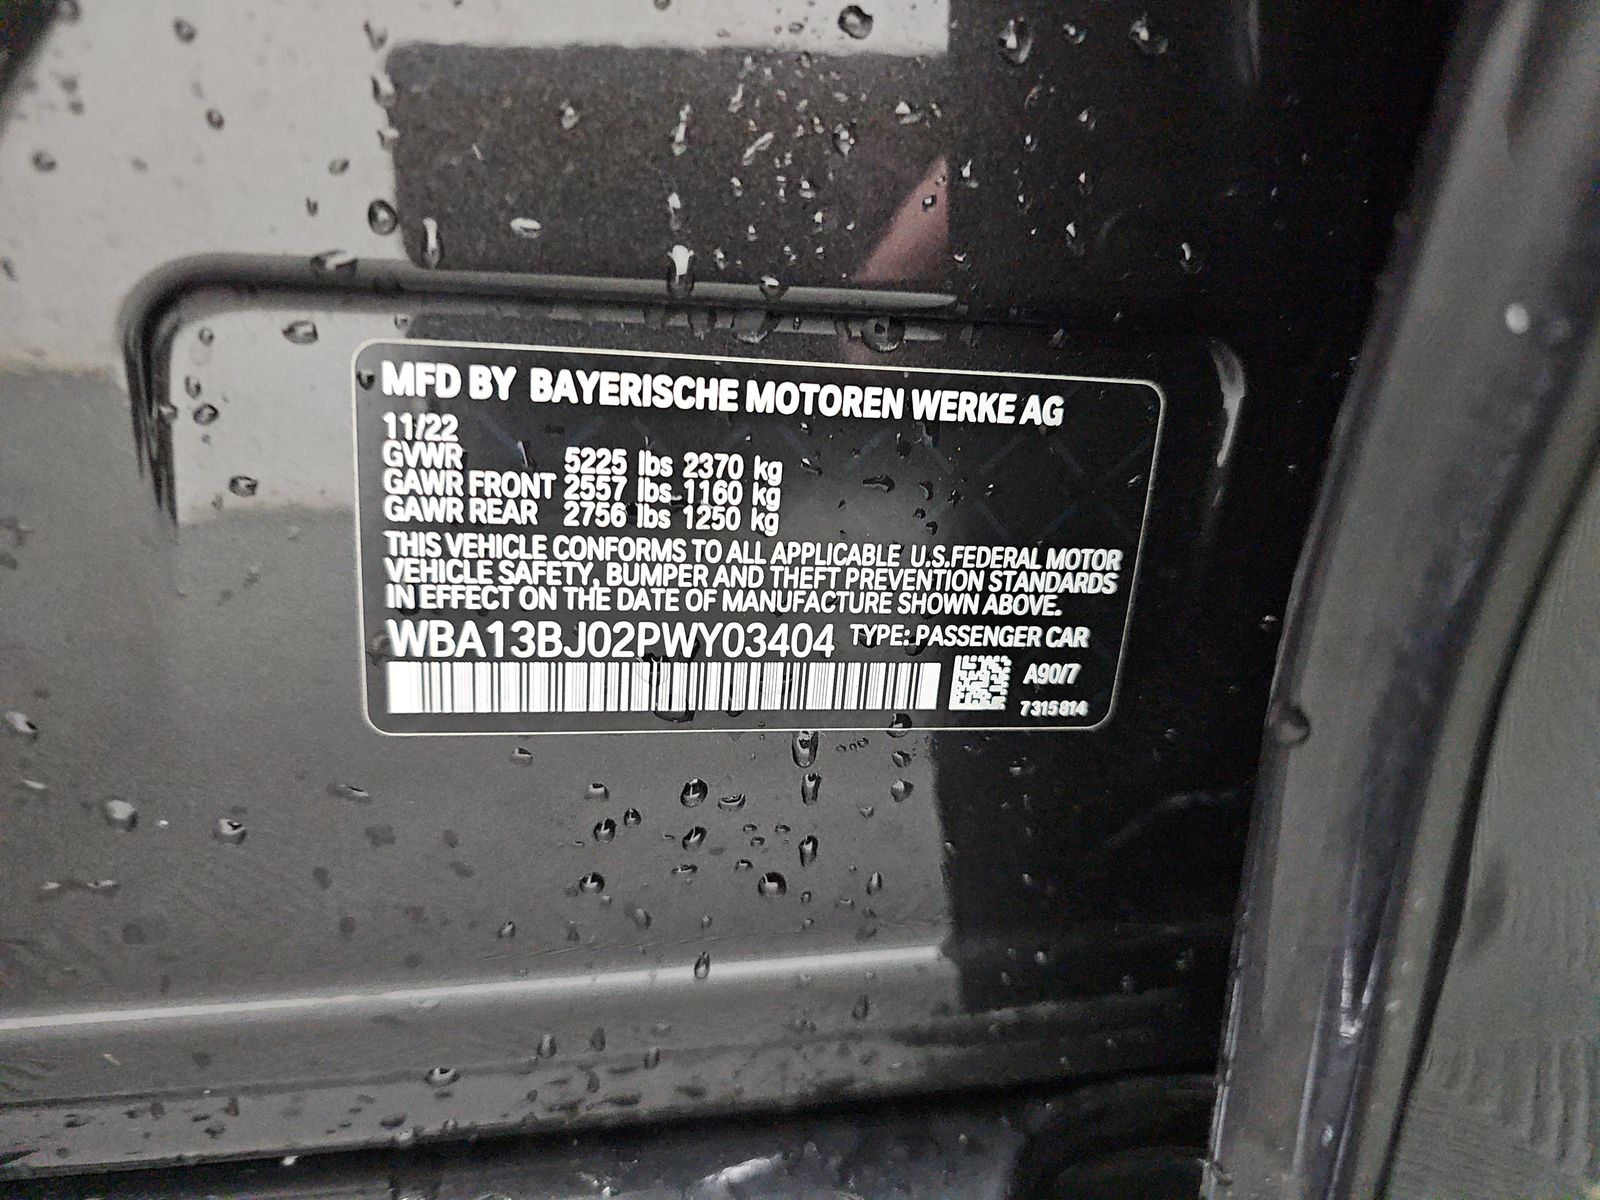 MFD BY BAYERISCHE MOTOREN WERKE AG
11/22
GVWR 5225 lbs 2370 kg
GAWR FRONT 2557 lbs 1160 kg
GAWR REAR 2756 lbs 1250 kg
THIS VEHICLE CONFORMS TO ALL APPLICABLE U.S.FEDERAL MOTOR
VEHICLE SAFETY, BUMPER AND THEFT PREVENTION STANDARDS
IN EFFECT ON THE DATE OF MANUFACTURE SHOWN ABOVE.
WBA13BJ02PWY03404 TYPE: PASSENGER CAR
A90/7
7315814